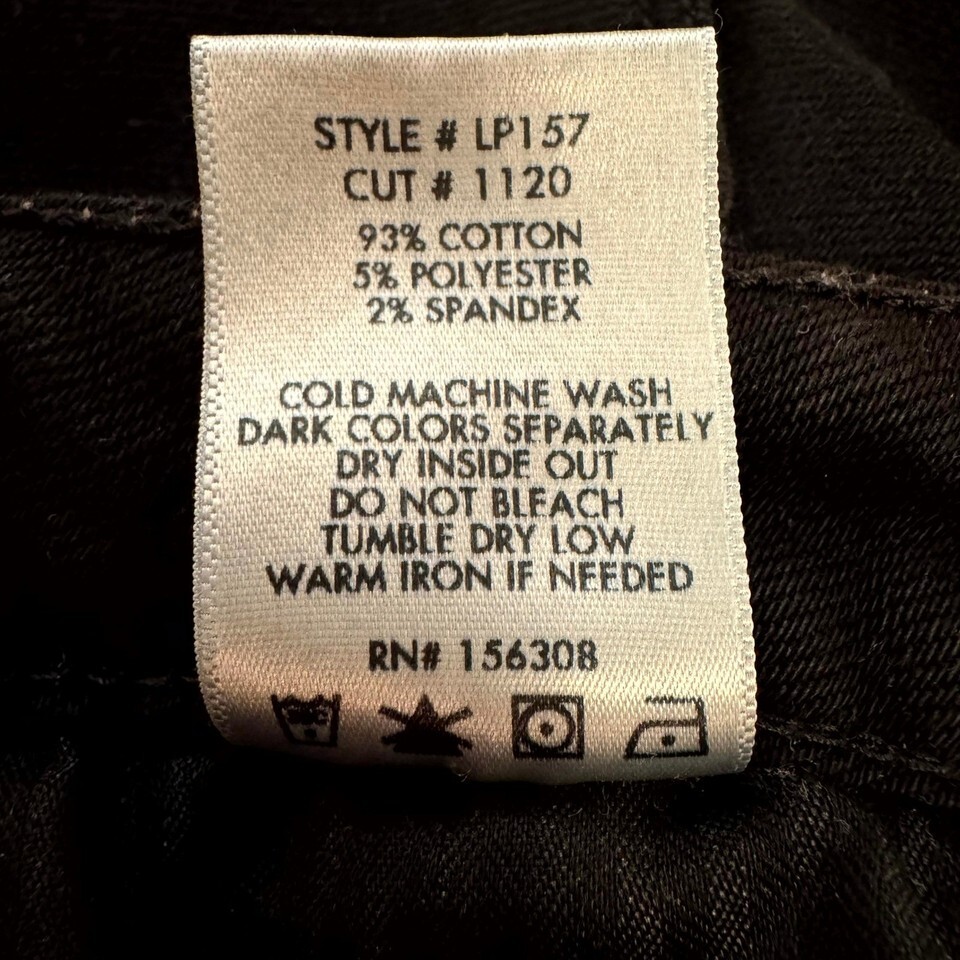 STYLE # LP157
CUT # 1120
93% COTTON
5% POLYESTER
2% SPANDEX
COLD MACHINE WASH
DARK COLORS SEPARATELY
DRY INSIDE OUT
DO NOT BLEACH
TUMBLE DRY LOW
WARM IRON IF NEEDED
RN# 156308